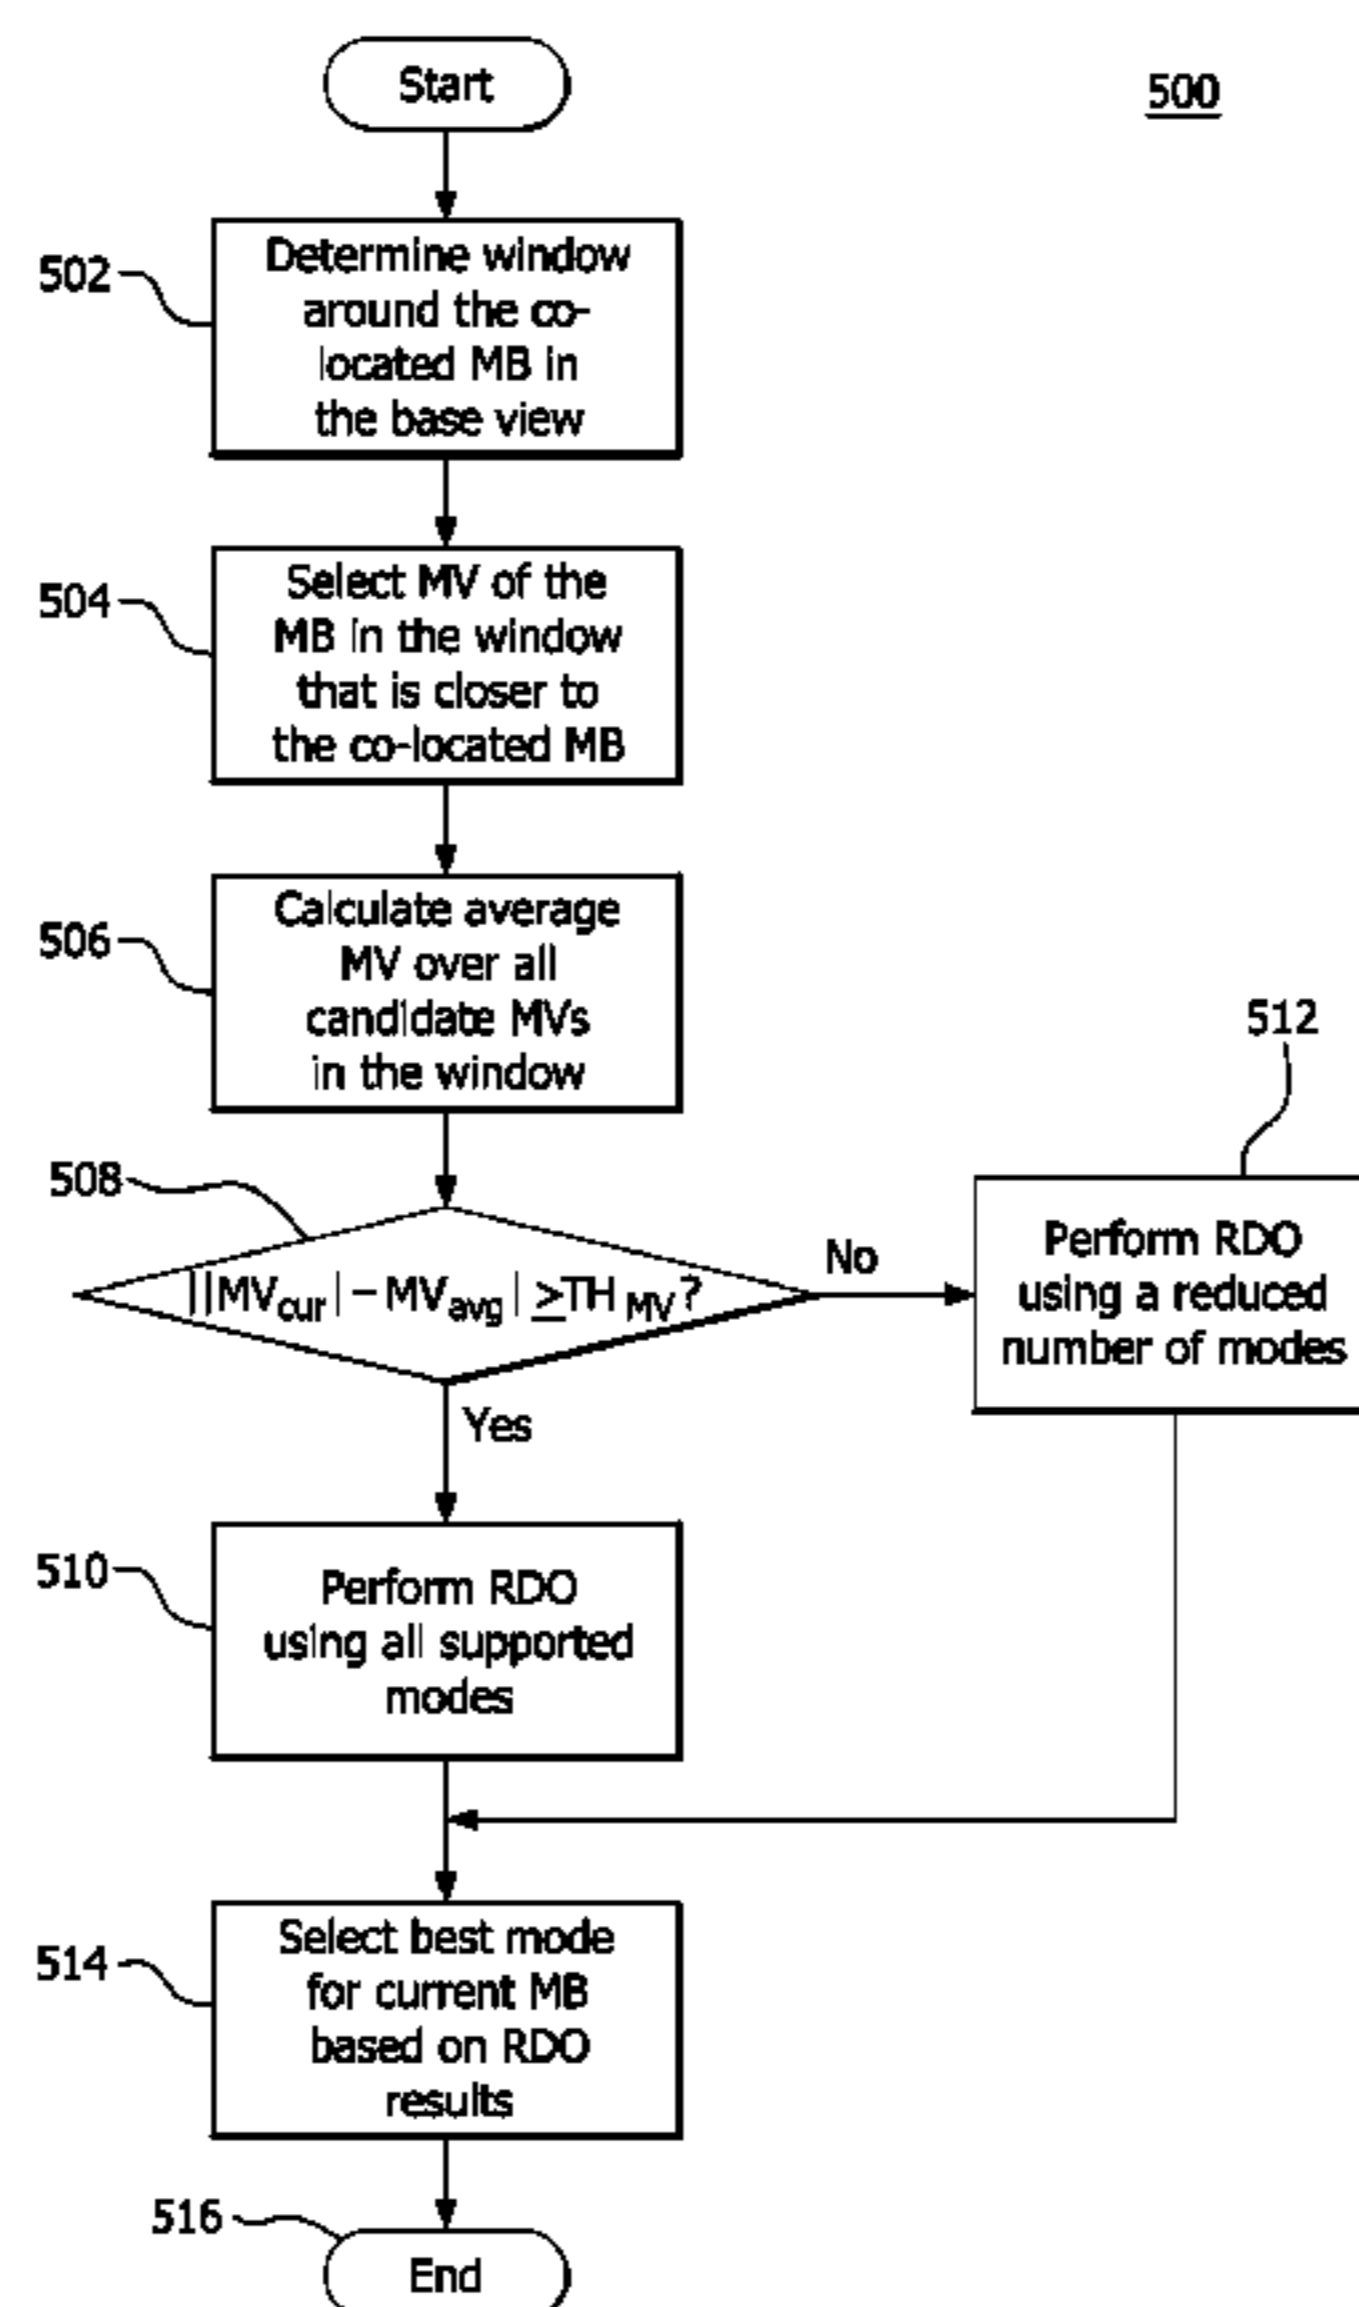 Start
500
502
Determine window
around the co-
located MB in
the base view
504
Select MV of the
MB in the window
that is closer to
the co-located MB
506
Calculate average
MV over all
candidate MVs
in the window
512
508
||MVcur|-MVavg|≥THMV?
No
Perform RDO
using a reduced
number of modes
Yes
510
Perform RDO
using all supported
modes
514
Select best mode
for current MB
based on RDO
results
516
End